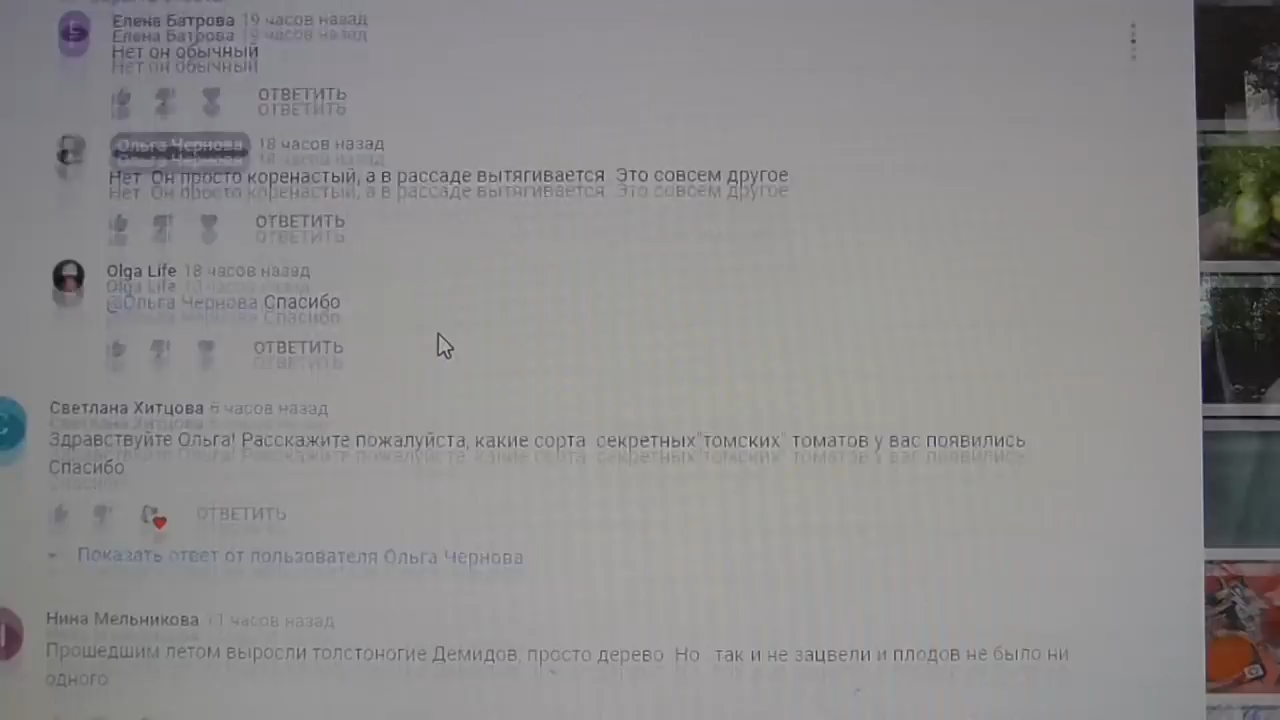 Елена Батрова 19 часов назад
Нет он обычный
ОТВЕТИТЬ
Ольга Чернова 18 часов назад
Нет Он просто коренастый, а в рассаде вытягивается Это совсем другое
ОТВЕТИТЬ
Olga Life 18 часов назад
@Ольга Чернова Спасибо
ОТВЕТИТЬ
Светлана Хитцова 6 часов назад
Здравствуйте Ольга! Расскажите пожалуйста, какие сорта секретных"томских" томатов у вас появились
Спасибо
ОТВЕТИТЬ
Показать ответ от пользователя Ольга Чернова
Нина Мельникова 11 часов назад
Прошедшим летом выросли толстоногие Демидов, просто дерево Но так и не зацвели и плодов не было ни
одного